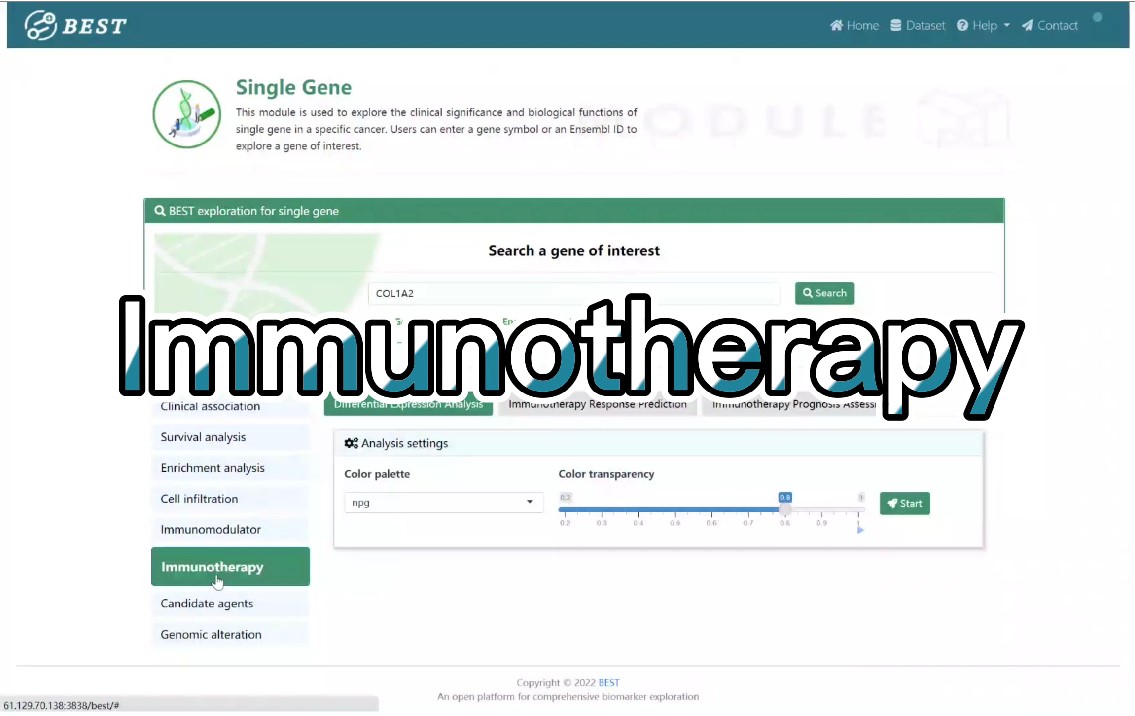 BEST
Home
Dataset
Help
Contact
Single Gene
This module is used to explore the clinical significance and biological functions of
single gene in a specific cancer. Users can enter a gene symbol or an Ensembl ID to
explore a gene of interest.
MODULE
BEST exploration for single gene
Search a gene of interest
COL1A2
Search
Immunotherapy
Clinical association
Survival analysis
Enrichment analysis
Cell infiltration
Immunomodulator
Immunotherapy
Candidate agents
Genomic alteration
Differential Expression Analysis
Immunotherapy Response Prediction
Immunotherapy Prognosis
Analysis settings
Color palette
npg
Color transparency
0.2 0.8 1
0.2 0.3 0.4 0.5 0.6 0.7 0.8 0.9 1
Start
Copyright © 2022 BEST
An open platform for comprehensive biomarker exploration
61.129.70.138:3838/best/#